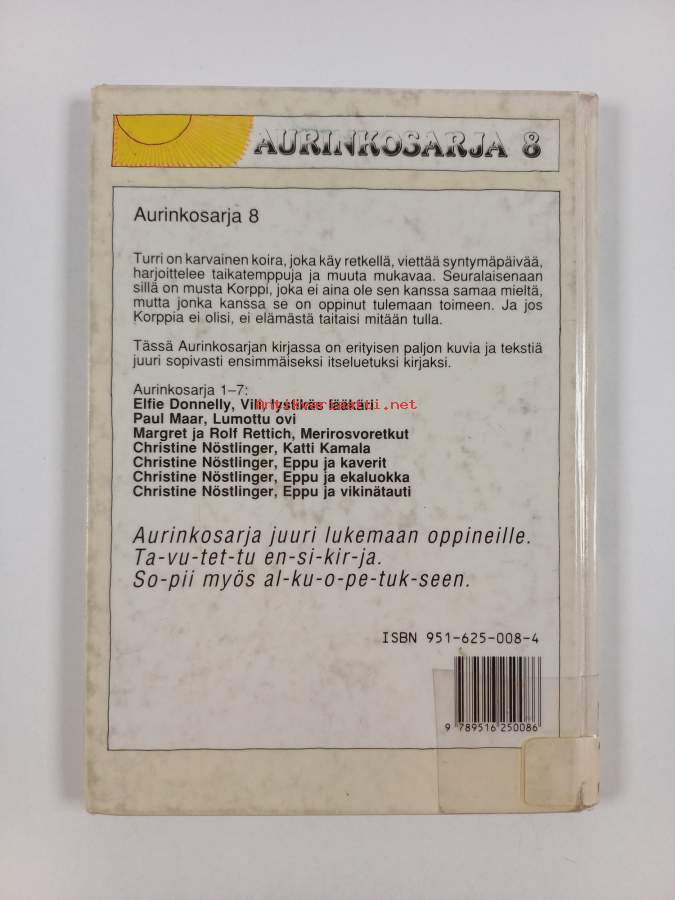 AURINKOSARJA 8
Aurinkosarja 8
Turri on karvainen koira, joka käy retkellä, viettää syntymäpäivää,
harjoittelee taikatemppuja ja muuta mukavaa. Seuralaisenaan
sillä on musta Korppi, joka ei aina ole sen kanssa samaa mieltä,
mutta jonka kanssa se on oppinut tulemaan toimeen. Ja jos
Korppia ei olisi, ei elämästä taitaisi mitään tulla.
Tässä Aurinkosarjan kirjassa on erityisen paljon kuvia ja tekstiä
juuri sopivasti ensimmäiseksi itseluetuksi kirjaksi.
Aurinkosarja 1–7:
Elfie Donnelly, lääkäri
Paul Maar, Lumottu ovi
Margret ja Rolf Rettich, Merirosvoretkut
Christine Nöstlinger, Katti Kamala
Christine Nöstlinger, Eppu ja kaverit
Christine Nöstlinger, Eppu ja ekaluokka
Christine Nöstlinger, Eppu ja vikinätauti
Aurinkosarja juuri lukemaan oppineille.
Ta-vu-tet-tu en-si-kir-ja.
So-pii myös al-ku-o-pe-tuk-seen.
ISBN 951-625-008-4
9 789516 250086